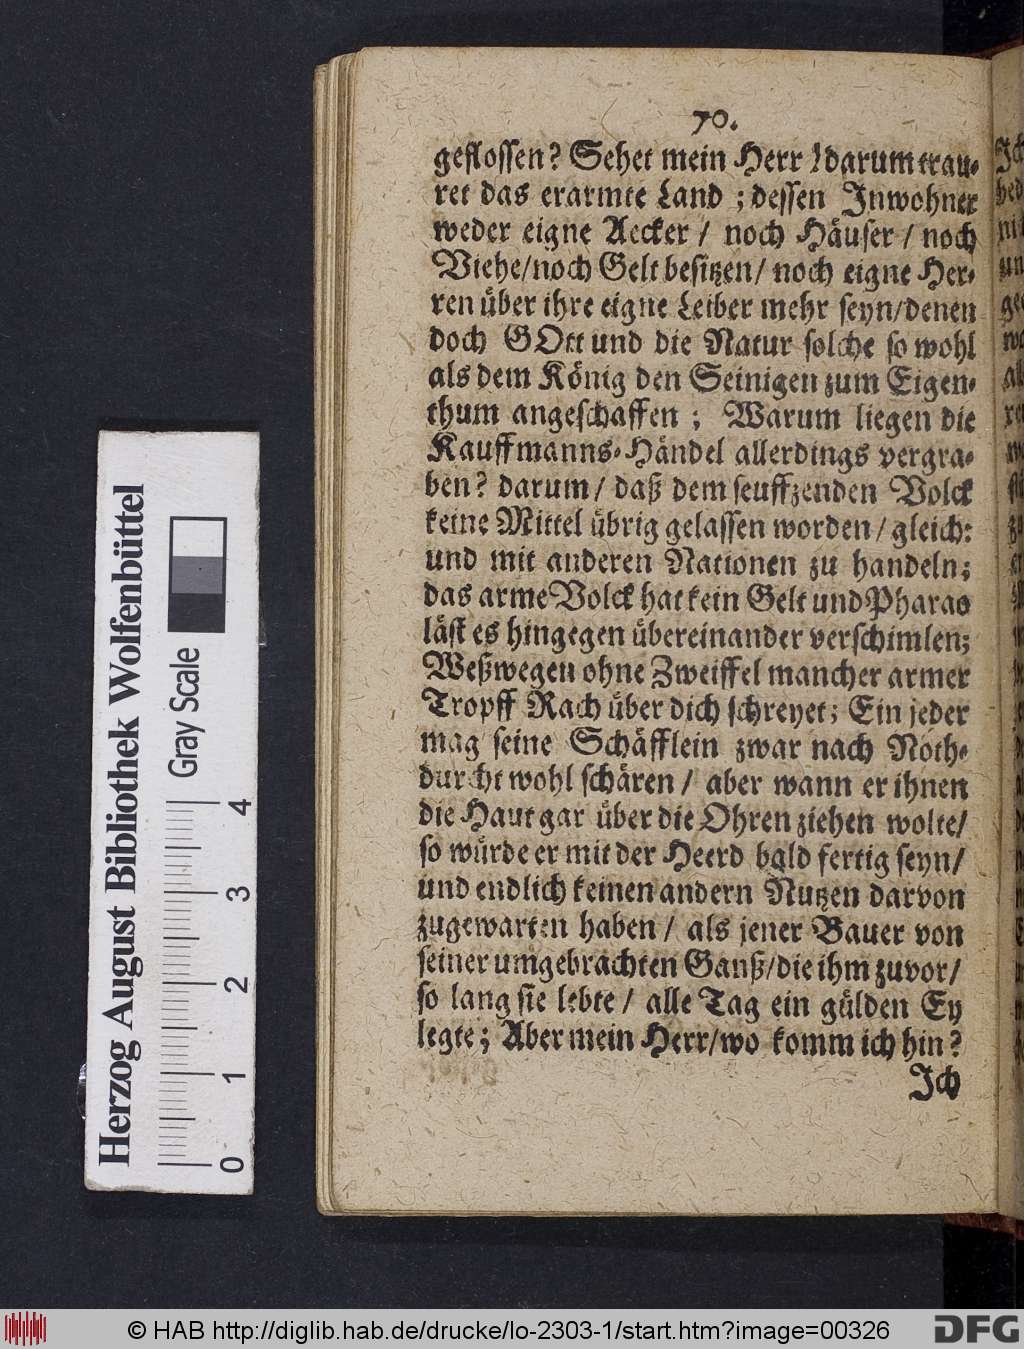 70.
geflossen? Sehet mein Herr! darum trau-
ret das erarmte Land ; dessen Inwohner
weder eigne Aecker / noch Häuser / noch
Viehe/noch Gelt besitzen/ noch eigne Her-
ren über ihre eigne Leiber mehr seyn/denen
doch GOtt und die Natur solche so wohl
als dem König den Seinigen zum Eigen-
thum angeschaffen ; Warum liegen die
Kauffmanns-Händel allerdings vergra-
ben? darum / daß dem seuffzenden Volck
keine Mittel übrig gelassen worden / gleich:
und mit anderen Nationen zu handeln;
das arme Volck hat kein Gelt und Pharao
läst es hingegen übereinander verschimlen;
Weßwegen ohne Zweiffel mancher armer
Tropff Rach über dich schreyet; Ein jeder
mag seine Schäfflein zwar nach Noth-
durcht wohl schären / aber wann er ihnen
die Haut gar über die Ohren ziehen wolte/
so würde er mit der Heerd bald fertig seyn/
und endlich keinen andern Nutzen darvon
zugewarten haben / als jener Bauer von
seiner umgebrachten Ganß/die ihm zuvor/
so lang sie lebte / alle Tag ein gülden Ey
legte; Aber mein Herr/wo komm ich hin?
Ich
Herzog August Bibliothek Wolfenbüttel
Gray Scale
0 1 2 3 4
© HAB http://diglib.hab.de/drucke/lo-2303-1/start.htm?image=00326
DFG